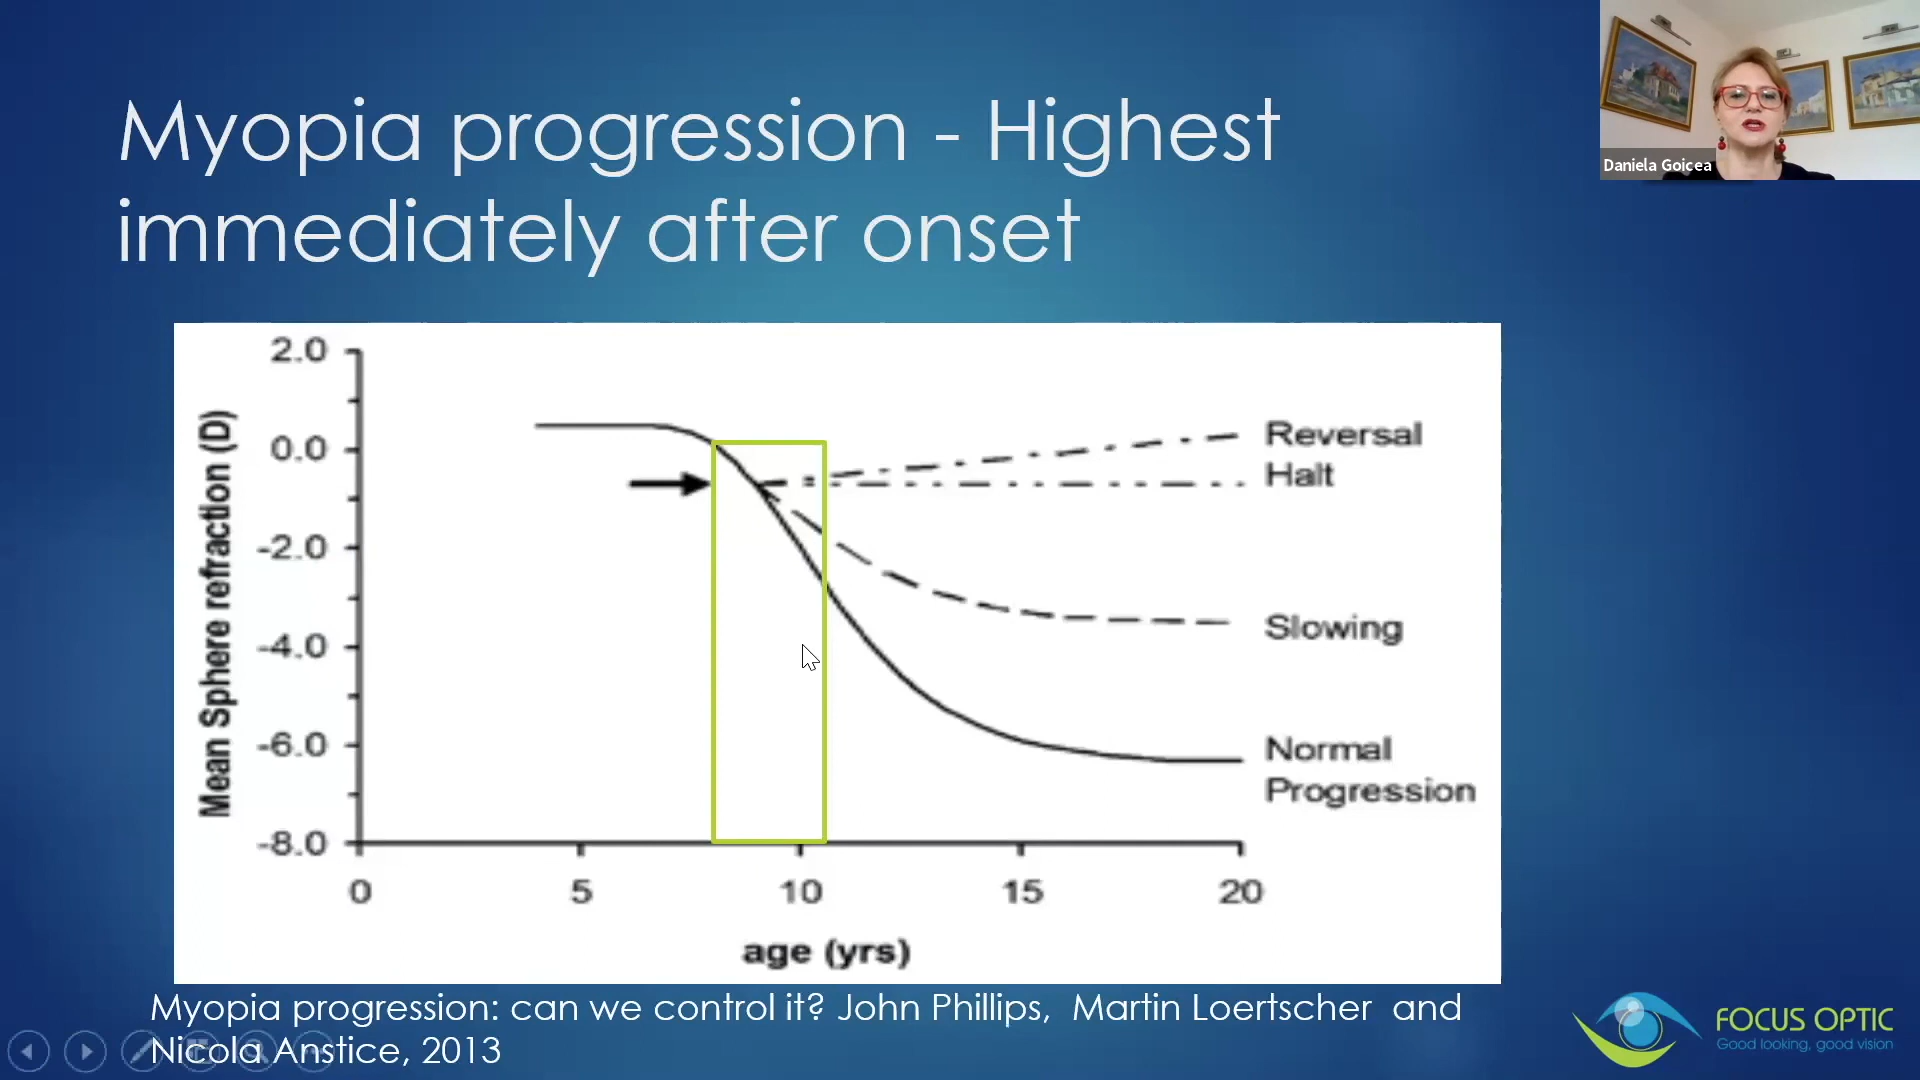 Myopia progression - Highest
immediately after onset
Daniela Goicea
Mean Sphere refraction (D)
2.0
0.0
-2.0
-4.0
-6.0
-8.0
0
5
10
15
20
age (yrs)
Reversal
Halt
Slowing
Normal
Progression
Myopia progression: can we control it? John Phillips, Martin Loertscher and
Nicola Anstice, 2013
FOCUS OPTIC
Good looking, good vision